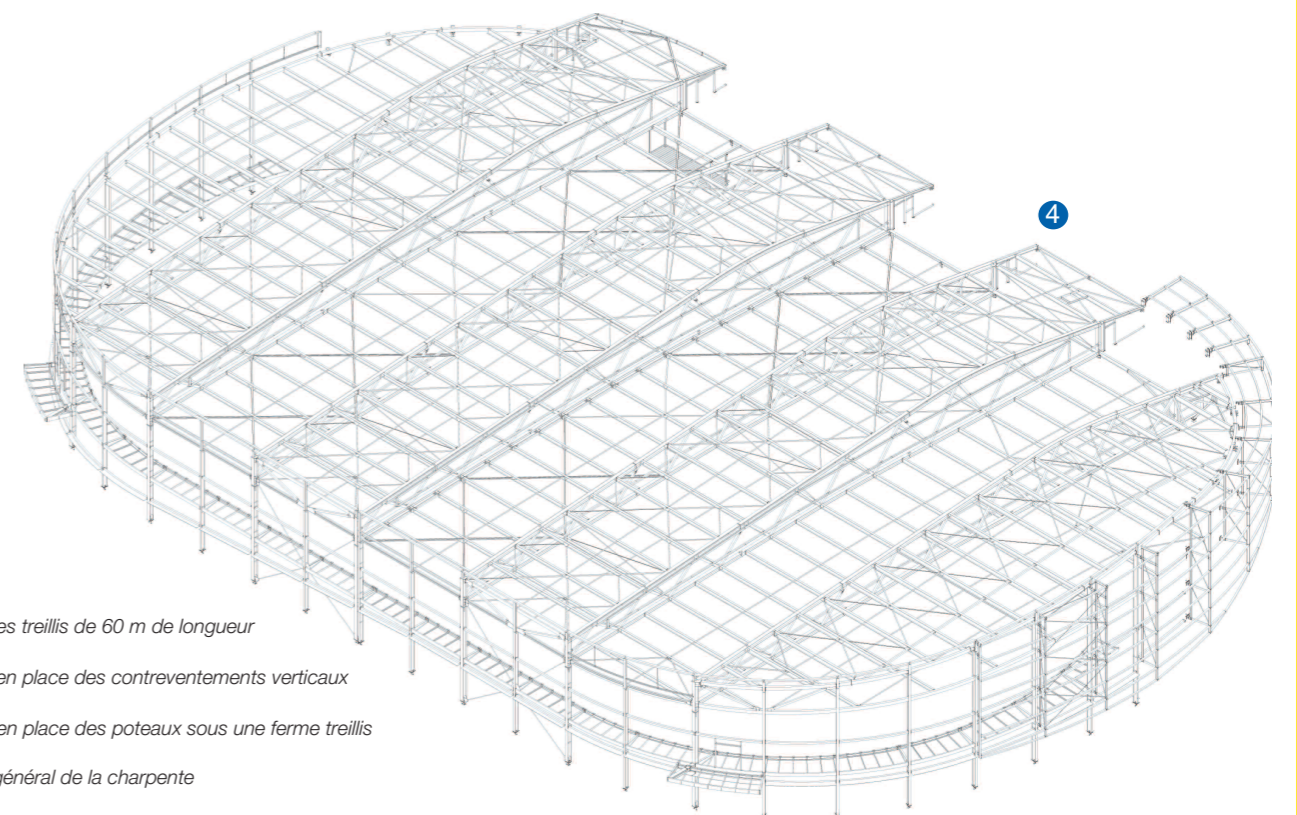 4
es treillis de 60 m de longueur
en place des contreventements verticaux
en place des poteaux sous une ferme treillis
général de la charpente